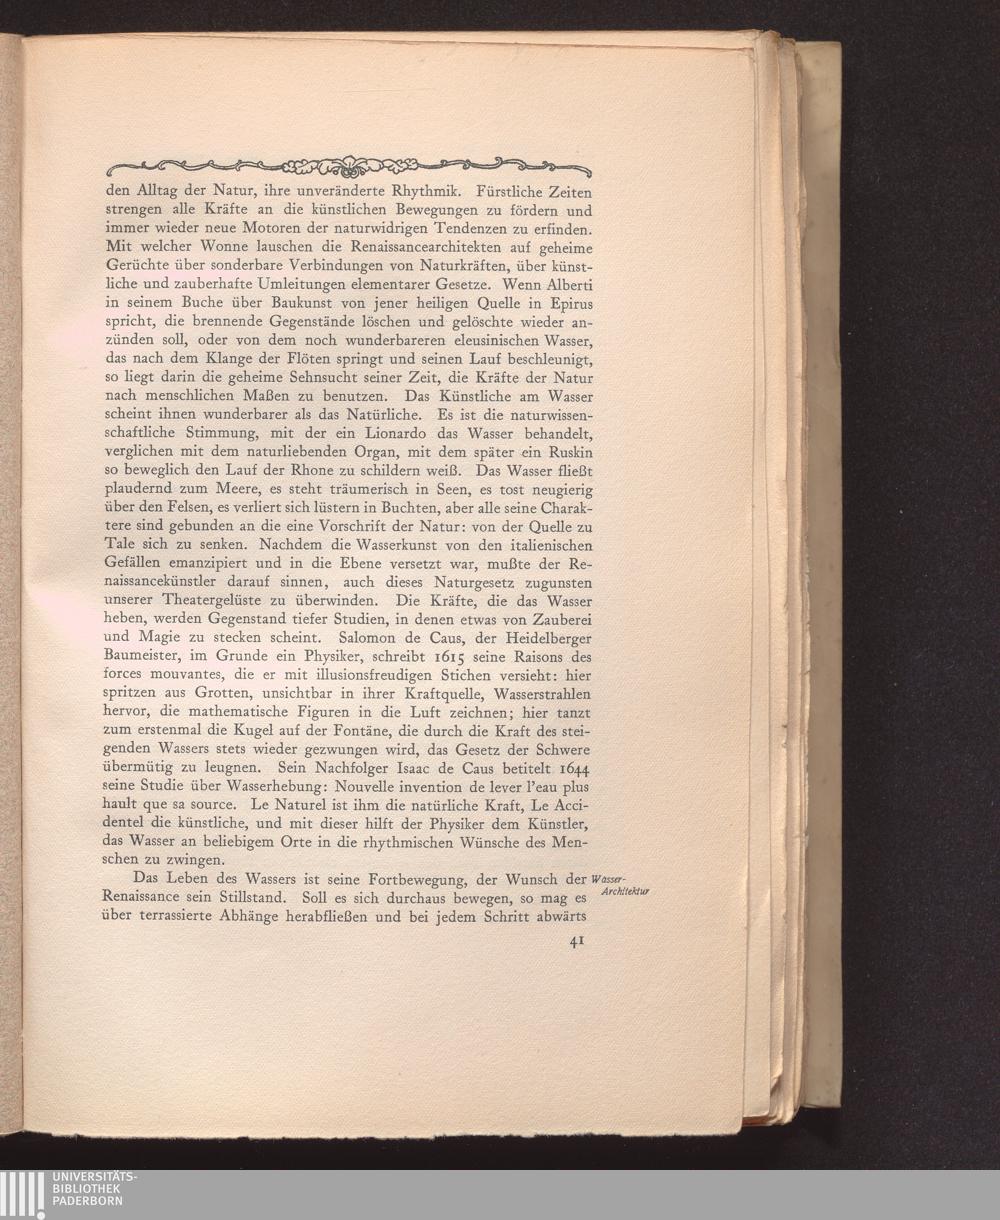 den Alltag der Natur, ihre unveränderte Rhythmik. Fürstliche Zeiten
strengen alle Kräfte an die künstlichen Bewegungen zu fördern und
immer wieder neue Motoren der naturwidrigen Tendenzen zu erfinden.
Mit welcher Wonne lauschen die Renaissancearchitekten auf geheime
Gerüchte über sonderbare Verbindungen von Naturkräften, über künst-
liche und zauberhafte Umleitungen elementarer Gesetze. Wenn Alberti
in seinem Buche über Baukunst von jener heiligen Quelle in Epirus
spricht, die brennende Gegenstände löschen und gelöschte wieder an-
zünden soll, oder von dem noch wunderbareren eleusinischen Wasser,
das nach dem Klange der Flöten springt und seinen Lauf beschleunigt,
so liegt darin die geheime Sehnsucht seiner Zeit, die Kräfte der Natur
nach menschlichen Maßen zu benutzen. Das Künstliche am Wasser
scheint ihnen wunderbarer als das Natürliche. Es ist die naturwissen-
schaftliche Stimmung, mit der ein Lionardo das Wasser behandelt,
verglichen mit dem naturliebenden Organ, mit dem später ein Ruskin
so beweglich den Lauf der Rhone zu schildern weiß. Das Wasser fließt
plaudernd zum Meere, es steht träumerisch in Seen, es tost neugierig
über den Felsen, es verliert sich lüstern in Buchten, aber alle seine Charak-
tere sind gebunden an die eine Vorschrift der Natur: von der Quelle zu
Tale sich zu senken. Nachdem die Wasserkunst von den italienischen
Gefällen emanzipiert und in die Ebene versetzt war, mußte der Re-
naissancekünstler darauf sinnen, auch dieses Naturgesetz zugunsten
unserer Theatergelüste zu überwinden. Die Kräfte, die das Wasser
heben, werden Gegenstand tiefer Studien, in denen etwas von Zauberei
und Magie zu stecken scheint. Salomon de Caus, der Heidelberger
Baumeister, im Grunde ein Physiker, schreibt 1615 seine Raisons des
forces mouvantes, die er mit illusionsfreudigen Stichen versieht: hier
spritzen aus Grotten, unsichtbar in ihrer Kraftquelle, Wasserstrahlen
hervor, die mathematische Figuren in die Luft zeichnen; hier tanzt
zum erstenmal die Kugel auf der Fontäne, die durch die Kraft des stei-
genden Wassers stets wieder gezwungen wird, das Gesetz der Schwere
übermütig zu leugnen. Sein Nachfolger Isaac de Caus betitelt 1644
seine Studie über Wasserhebung: Nouvelle invention de lever l'eau plus
hault que sa source. Le Naturel ist ihm die natürliche Kraft, Le Acci-
dentel die künstliche, und mit dieser hilft der Physiker dem Künstler,
das Wasser an beliebigem Orte in die rhythmischen Wünsche des Men-
schen zu zwingen.
Das Leben des Wassers ist seine Fortbewegung, der Wunsch der
Renaissance sein Stillstand. Soll es sich durchaus bewegen, so mag es
über terrassierte Abhänge herabfließen und bei jedem Schritt abwärts
Wasser-
Architektur
41
UNIVERSITÄTS-
BIBLIOTHEK
PADERBORN